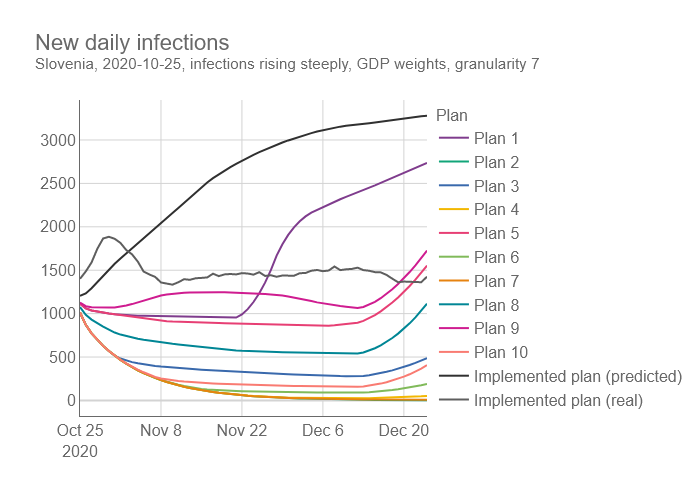 New daily infections
Slovenia, 2020-10-25, infections rising steeply, GDP weights, granularity 7
Plan
3000
Plan 1
Plan 2
2500
Plan 3
Plan 4
2000
Plan 5
Plan 6
1500
Plan 7
Plan 8
1000
Plan 9
Plan 10
500
Implemented plan (predicted)
0
Implemented plan (real)
Oct 25 Nov 8 Nov 22 Dec 6 Dec 20
2020